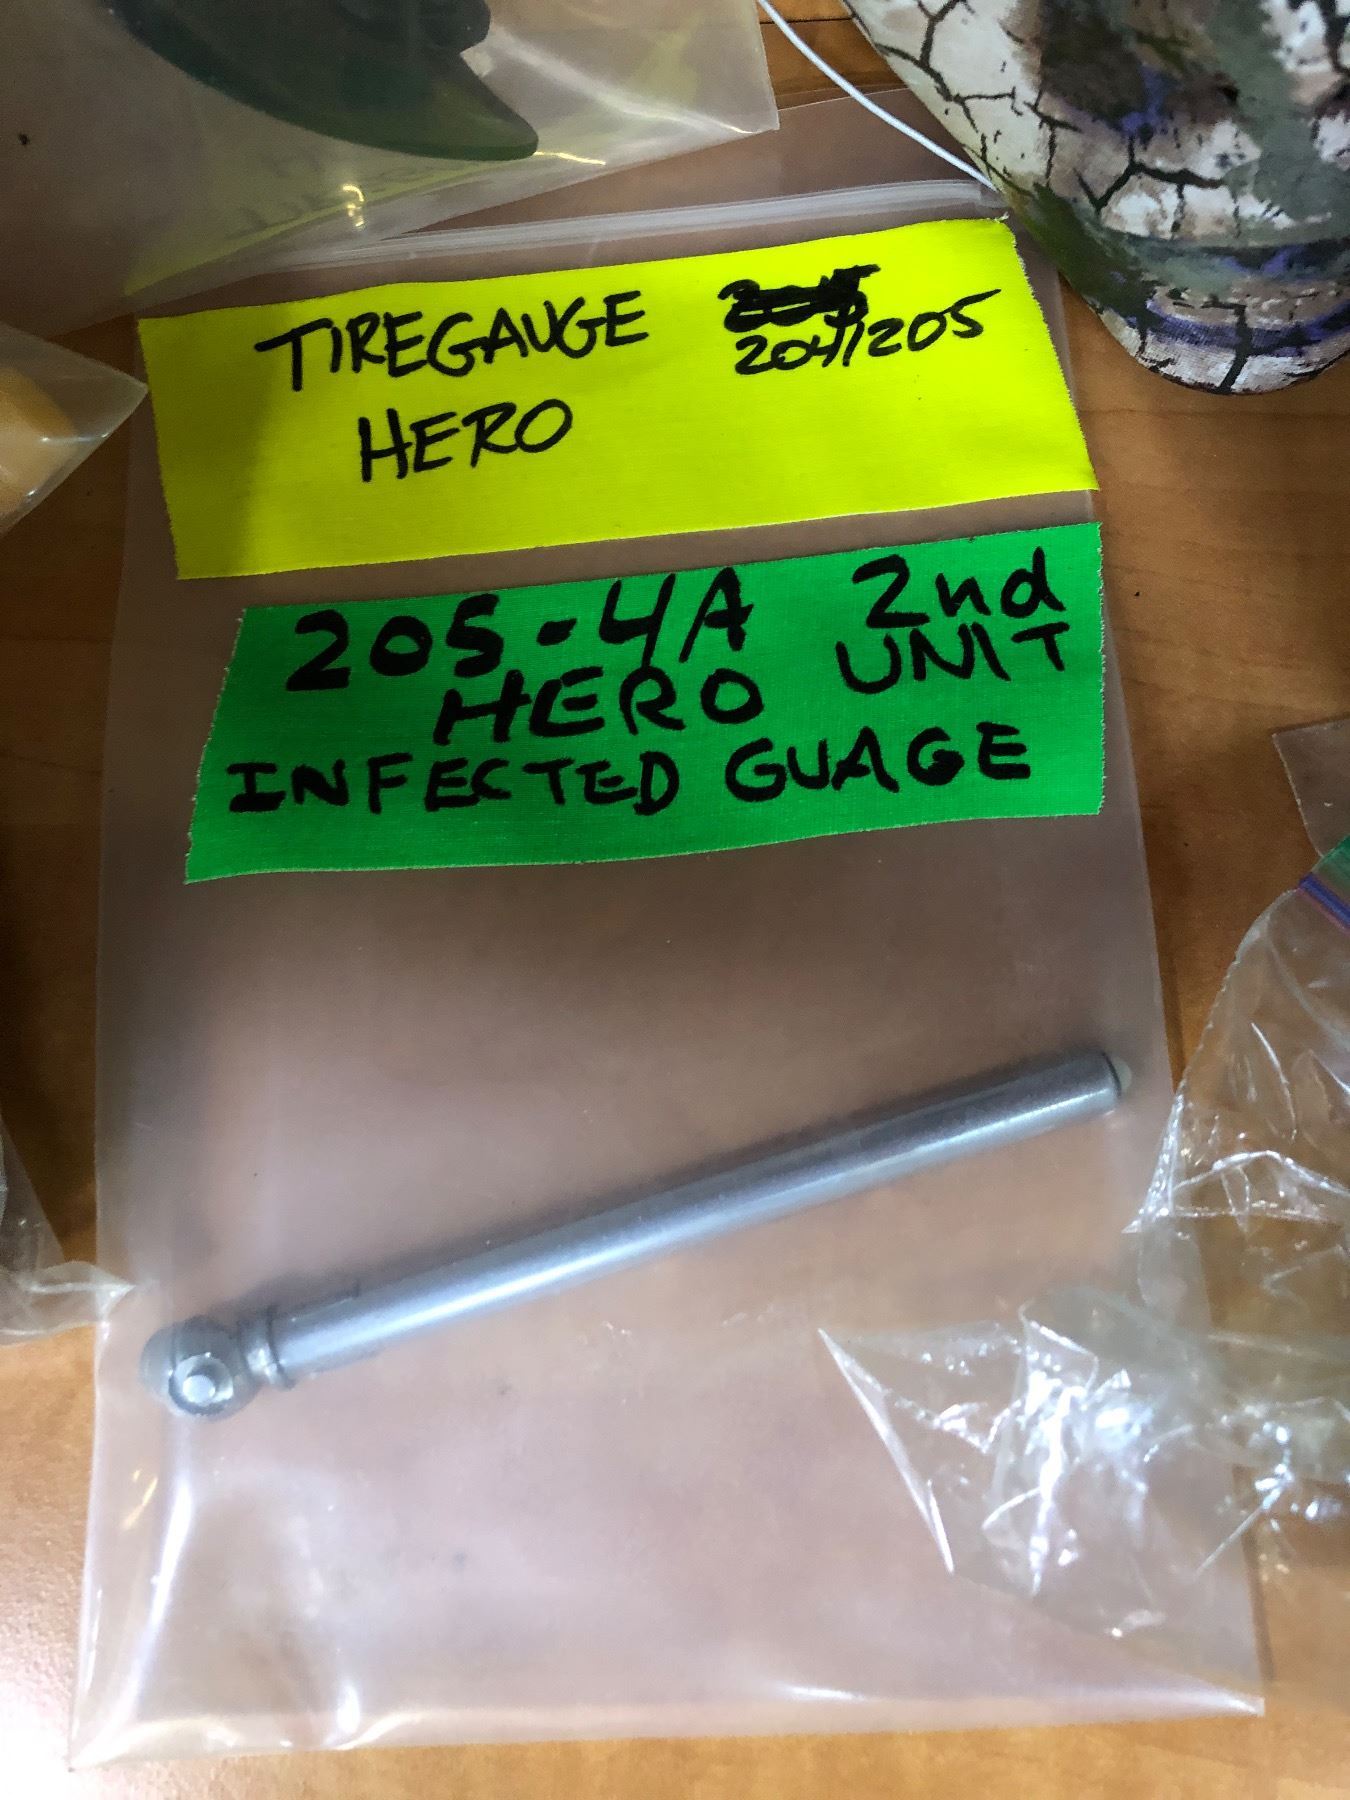 TIREGAUGE
204/205
HERO
205-4A 2nd
HERO UNIT
INFECTED GUAGE